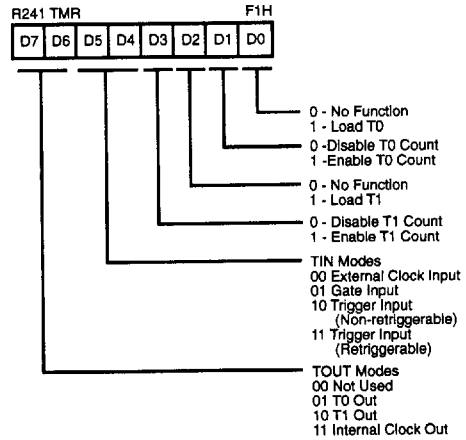 R241 TMR F1H
D7 D6 D5 D4 D3 D2 D1 D0
0 - No Function
1 - Load T0
0 -Disable T0 Count
1 -Enable T0 Count
0 - No Function
1 - Load T1
0 - Disable T1 Count
1 - Enable T1 Count
TIN Modes
00 External Clock Input
01 Gate Input
10 Trigger Input
(Non-retriggerable)
11 Trigger Input
(Retriggerable)
TOUT Modes
00 Not Used
01 T0 Out
10 T1 Out
11 Internal Clock Out